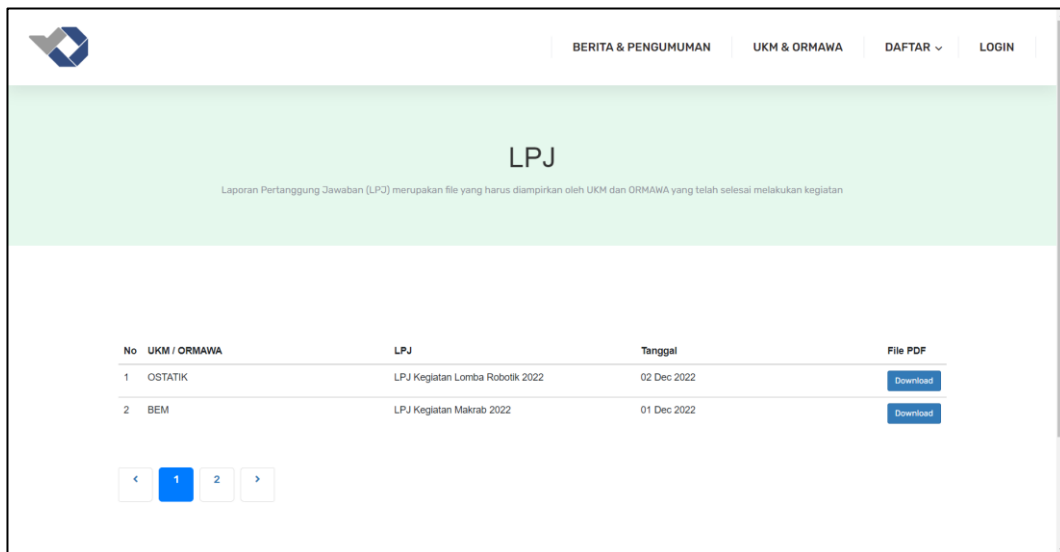 BERITA & PENGUMUMAN UKM & ORMAWA DAFTAR LOGIN
LPJ
Laporan Pertanggung Jawaban (LPJ) merupakan file yang harus diampirkan oleh UKM dan ORMAWA yang telah selesai melakukan kegiatan
No UKM / ORMAWA LPJ Tanggal File PDF
1 OSTATIK LPJ Kegiatan Lomba Robotik 2022 02 Dec 2022 Download
2 BEM LPJ Kegiatan Makrab 2022 01 Dec 2022 Download
‹ 1 2 ›